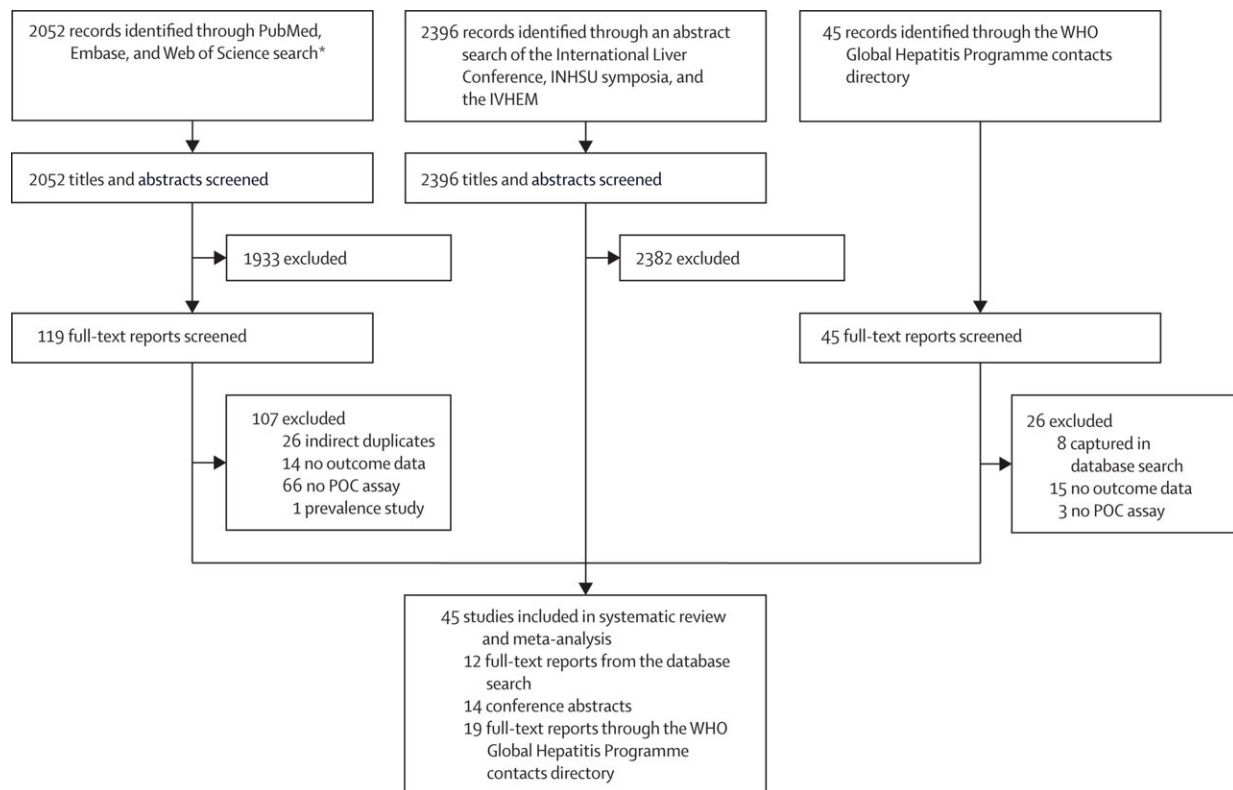 2052 records identified through PubMed,
Embase, and Web of Science search*
2396 records identified through an abstract
search of the International Liver
Conference, INHSU symposia, and
the IVHEM
45 records identified through the WHO
Global Hepatitis Programme contacts
directory
2052 titles and abstracts screened
2396 titles and abstracts screened
1933 excluded
2382 excluded
119 full-text reports screened
45 full-text reports screened
107 excluded
26 indirect duplicates
14 no outcome data
66 no POC assay
1 prevalence study
26 excluded
8 captured in
database search
15 no outcome data
3 no POC assay
45 studies included in systematic review
and meta-analysis
12 full-text reports from the database
search
14 conference abstracts
19 full-text reports through the WHO
Global Hepatitis Programme
contacts directory